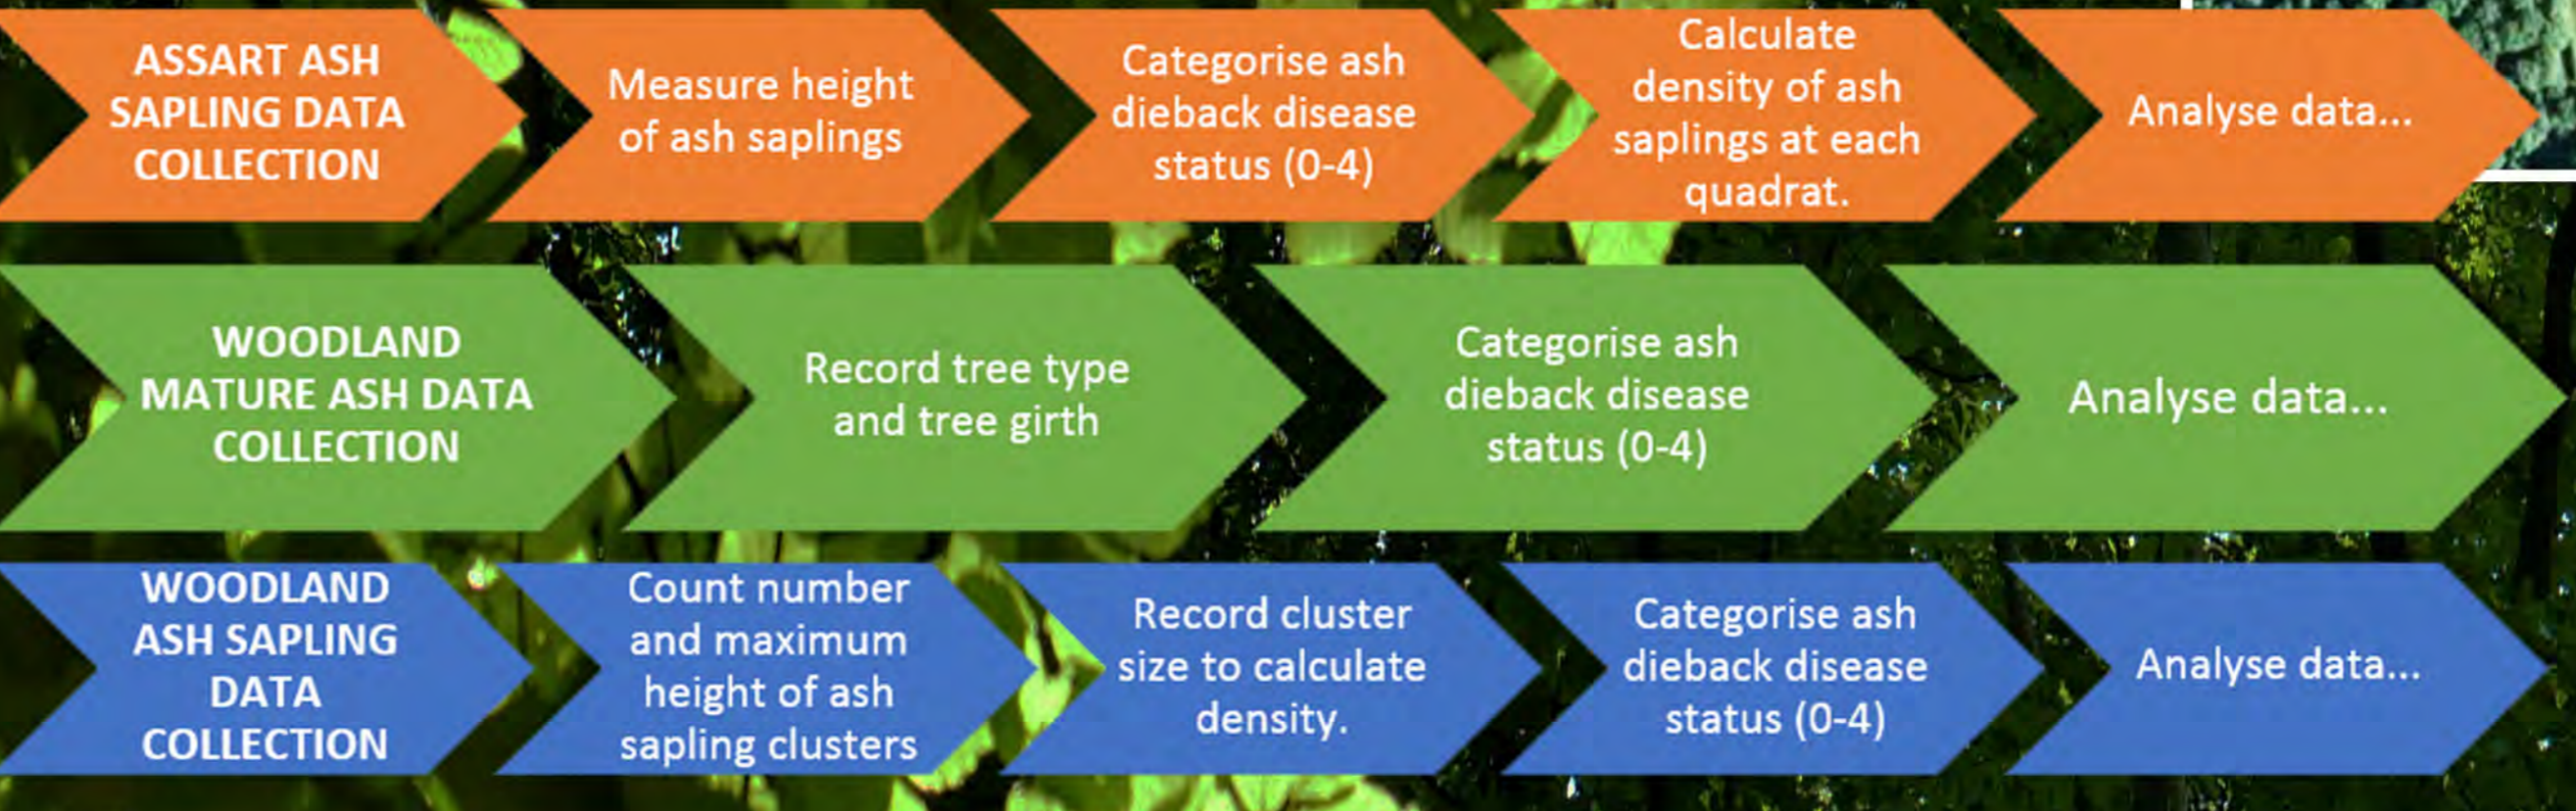 ASSART ASH
SAPLING DATA
COLLECTION
Measure height
of ash saplings
Categorise ash
dieback disease
status (0-4)
Calculate
density of ash
saplings at each
quadrat.
Analyse data...
WOODLAND
MATURE ASH DATA
COLLECTION
Record tree type
and tree girth
Categorise ash
dieback disease
status (0-4)
Analyse data...
WOODLAND
ASH SAPLING
DATA
COLLECTION
Count number
and maximum
height of ash
sapling clusters
Record cluster
size to calculate
density.
Categorise ash
dieback disease
status (0-4)
Analyse data...